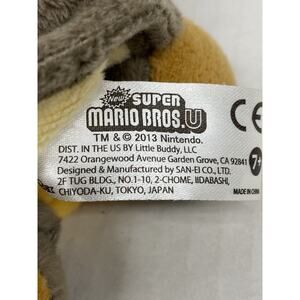 New
SUPER
MARIO BROS.U
TM & © 2013 Nintendo.
DIST. IN THE US BY Little Buddy, LLC
7422 Orangewood Avenue Garden Grove, CA 92841
Designed & Manufactured by SAN-EI CO., LTD.
2F TUG BLDG., NO.1-10, 2-CHOME, IIDABASHI,
CHIYODA-KU, TOKYO, JAPAN
CE
7+
MADE IN CHINA